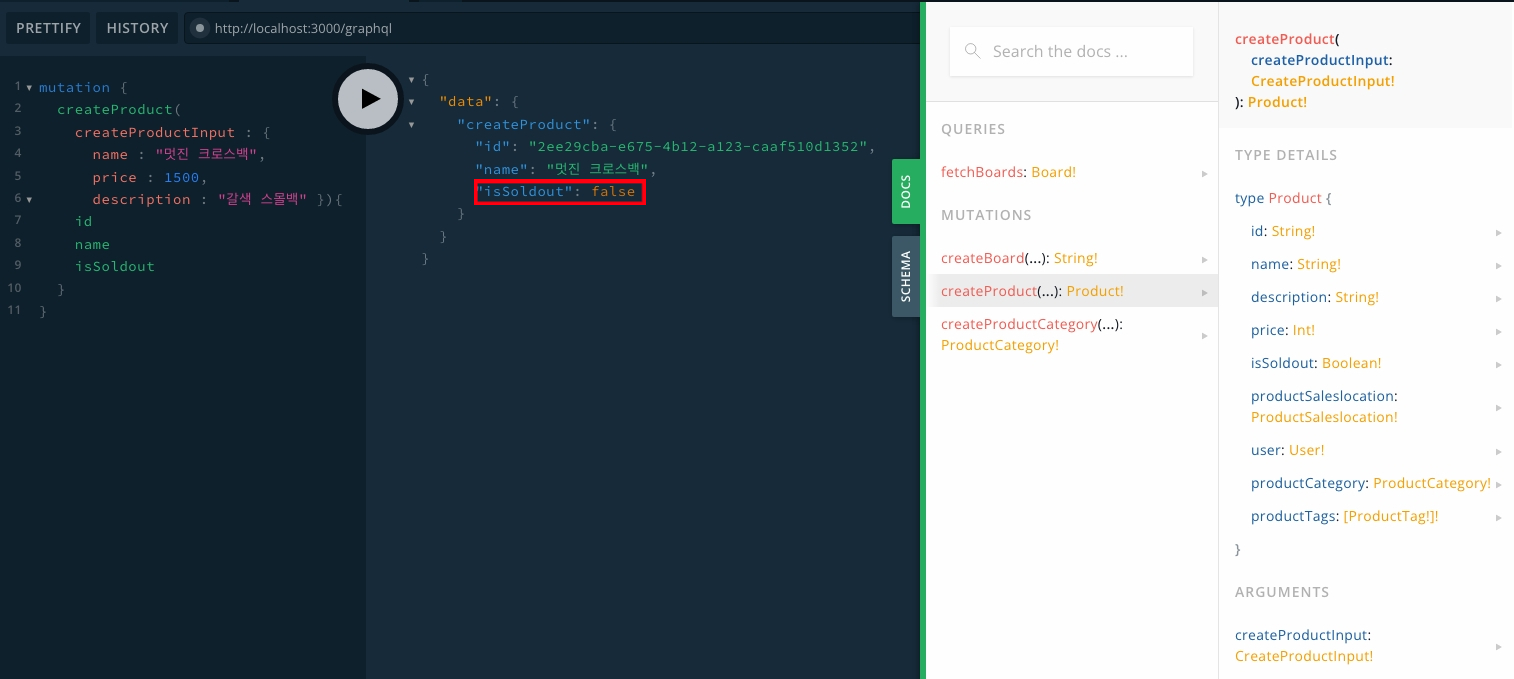 PRETTIFY HISTORY http://localhost:3000/graphql
1 mutation {
2 createProduct(
3 createProductInput : {
4 name : "멋진 크로스백",
5 price : 1500,
6 description : "갈색 스몰백" }){
7 id
8 name
9 isSoldout
10 }
11 }
{
"data": {
"createProduct": {
"id": "2ee29cba-e675-4b12-a123-caaf510d1352",
"name": "멋진 크로스백",
"isSoldout": false
}
}
}
DOCS
SCHEMA
Search the docs ...
QUERIES
fetchBoards: Board!
MUTATIONS
createBoard(...): String!
createProduct(...): Product!
createProductCategory(...):
ProductCategory!
createProduct(
createProductInput:
CreateProductInput!
): Product!
TYPE DETAILS
type Product {
id: String!
name: String!
description: String!
price: Int!
isSoldout: Boolean!
productSaleslocation:
ProductSaleslocation!
user: User!
productCategory: ProductCategory!
productTags: [ProductTag!]!
}
ARGUMENTS
createProductInput:
CreateProductInput!